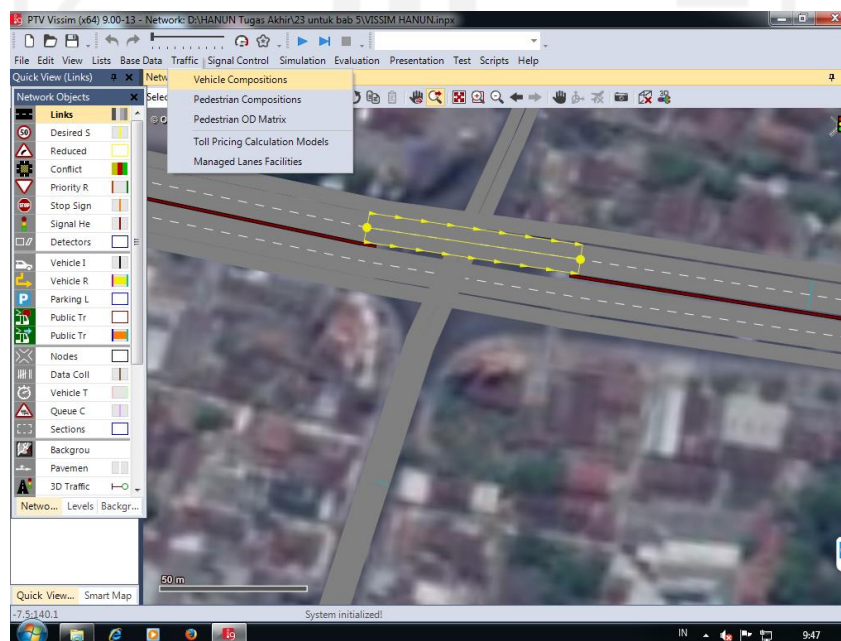 PTV Vissim (x64) 9.00-13 - Network: D:\HANUN Tugas Akhir\23 untuk bab 5\VISSIM HANUN.inpx
File Edit View Lists Base Data Traffic Signal Control Simulation Evaluation Presentation Test Scripts Help
Quick View (Links)
Netw
Vehicle Compositions
Network Objects
Selec
Pedestrian Compositions
Pedestrian OD Matrix
Toll Pricing Calculation Models
Managed Lanes Facilities
Links
Desired S
Reduced
Conflict
Priority R
Stop Sign
Signal He
Detectors
Vehicle I
Vehicle R
Parking L
Public Tr
Public Tr
Nodes
Data Coll
Vehicle T
Queue C
Sections
Backgrou
Pavemen
3D Traffic
Netwo... Levels Backgr...
50 m
Quick View... Smart Map
-7.5:140.1 System initialized!
IN 9:47